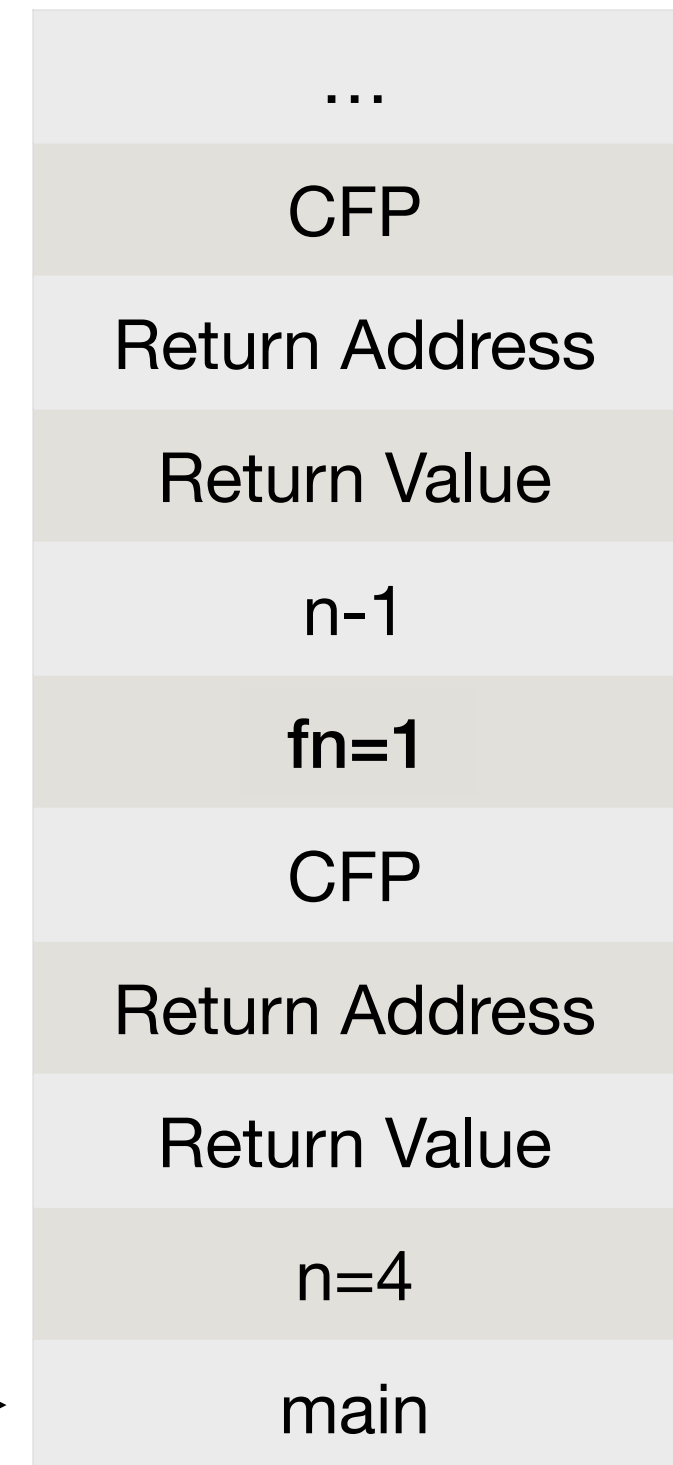 ...
CFP
Return Address
Return Value
n-1
fn=1
CFP
Return Address
Return Value
n=4
main